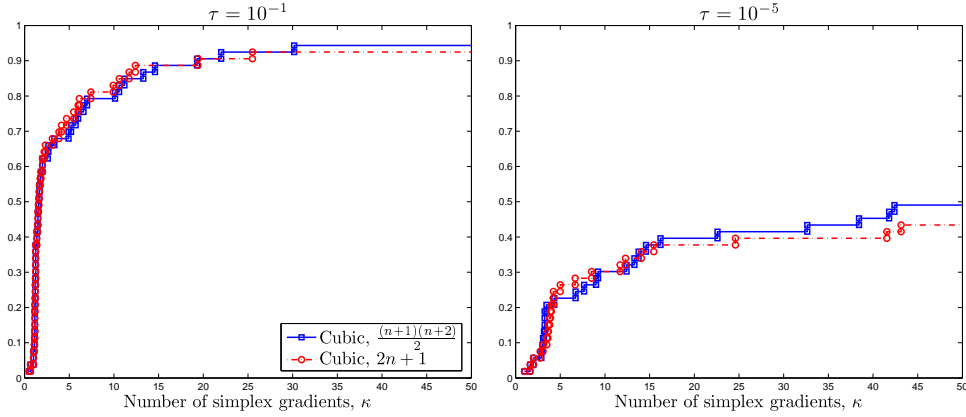 τ = 10⁻¹
1
0.9
0.8
0.7
0.6
0.5
0.4
0.3
0.2
0.1
0
0 5 10 15 20 25 30 35 40 45 50
Number of simplex gradients, κ
Cubic, (n+1)(n+2)/2
Cubic, 2n + 1
τ = 10⁻⁵
1
0.9
0.8
0.7
0.6
0.5
0.4
0.3
0.2
0.1
0
0 5 10 15 20 25 30 35 40 45 50
Number of simplex gradients, κ